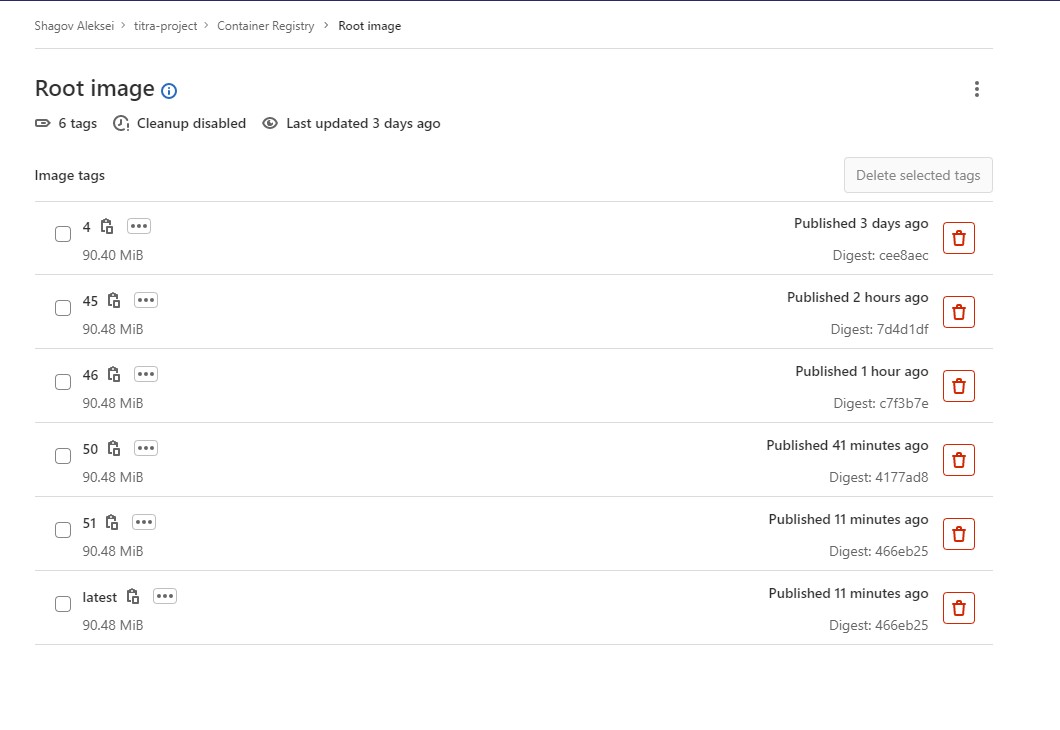 Shagov Aleksei > titra-project > Container Registry > Root image
Root image
6 tags Cleanup disabled Last updated 3 days ago
Image tags Delete selected tags
4 Published 3 days ago
90.40 MiB Digest: cee8aec
45 Published 2 hours ago
90.48 MiB Digest: 7d4d1df
46 Published 1 hour ago
90.48 MiB Digest: c7f3b7e
50 Published 41 minutes ago
90.48 MiB Digest: 4177ad8
51 Published 11 minutes ago
90.48 MiB Digest: 466eb25
latest Published 11 minutes ago
90.48 MiB Digest: 466eb25